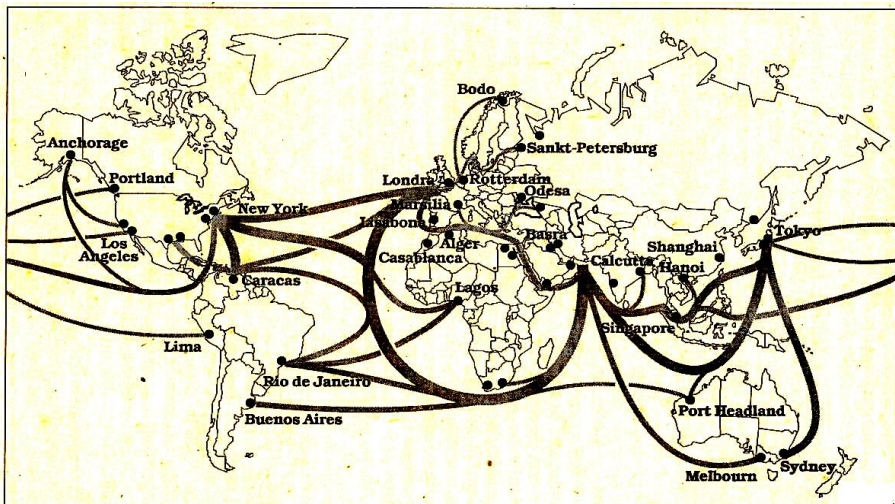 Bodo
Anchorage
Sankt-Petersburg
Portland
Londra
Rotterdam
Odesa
New York
Marsilia
Lisabona
Los
Angeles
Alger
Basra
Tokyo
Shanghai
Casablanca
Calcutta
Hanoi
Caracas
Lagos
Singapore
Lima
Rio de Janeiro
Port Headland
Buenos Aires
Melbourn
Sydney